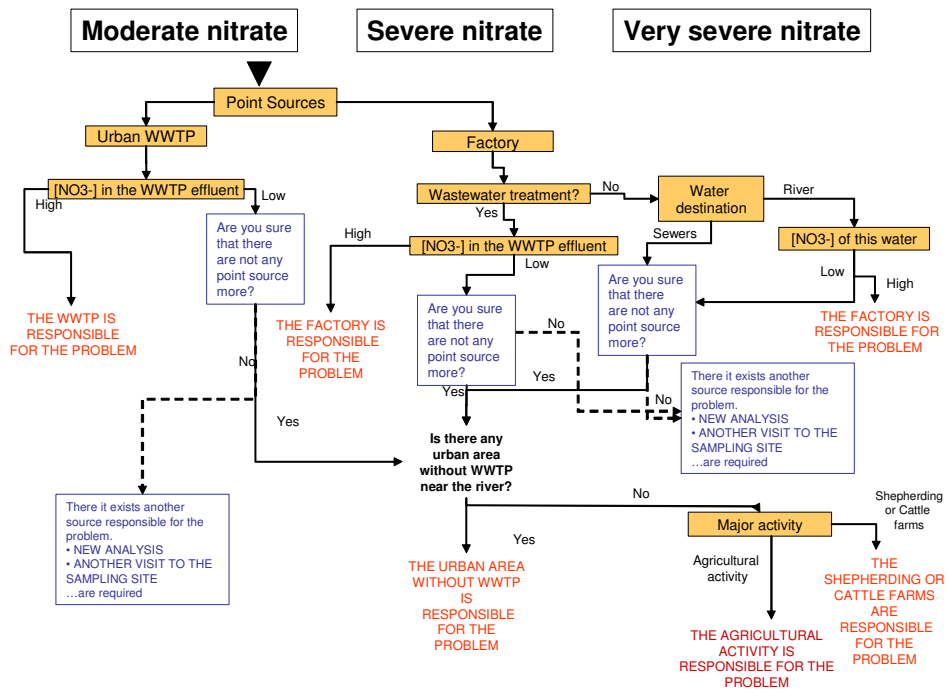 Moderate nitrate
Severe nitrate
Very severe nitrate
Point Sources
Urban WWTP
Factory
[NO3-] in the WWTP effluent
High
Low
Wastewater treatment?
No
Yes
Water
destination
River
Sewers
[NO3-] of this water
Low
High
[NO3-] in the WWTP effluent
High
Low
Are you sure
that there
are not any
point source
more?
Are you sure
that there
are not any
point source
more?
Are you sure
that there
are not any
point source
more?
THE WWTP IS
RESPONSIBLE
FOR THE PROBLEM
THE FACTORY IS
RESPONSIBLE
FOR THE
PROBLEM
THE FACTORY IS
RESPONSIBLE FOR
THE PROBLEM
No
Yes
No
Yes
Yes
No
There it exists another
source responsible for the
problem.
• NEW ANALYSIS
• ANOTHER VISIT TO THE
SAMPLING SITE
…are required
Is there any
urban area
without WWTP
near the river?
There it exists another
source responsible for the
problem.
• NEW ANALYSIS
• ANOTHER VISIT TO THE
SAMPLING SITE
…are required
No
Yes
Major activity
Shepherding
or Cattle
farms
Agricultural
activity
THE URBAN AREA
WITHOUT WWTP
IS
RESPONSIBLE
FOR THE
PROBLEM
THE
SHEPHERDING OR
CATTLE FARMS
ARE
RESPONSIBLE
FOR THE
PROBLEM
THE AGRICULTURAL
ACTIVITY IS
RESPONSIBLE FOR THE
PROBLEM